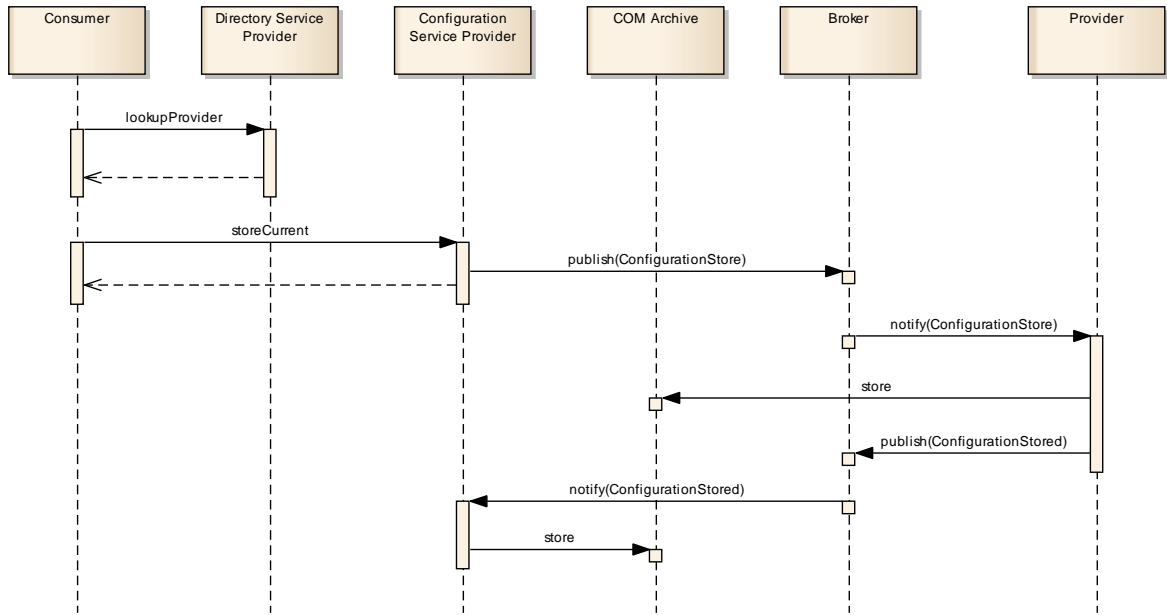 Consumer
Directory Service
Provider
Configuration
Service Provider
COM Archive
Broker
Provider
lookupProvider
storeCurrent
publish(ConfigurationStore)
notify(ConfigurationStore)
store
publish(ConfigurationStored)
notify(ConfigurationStored)
store